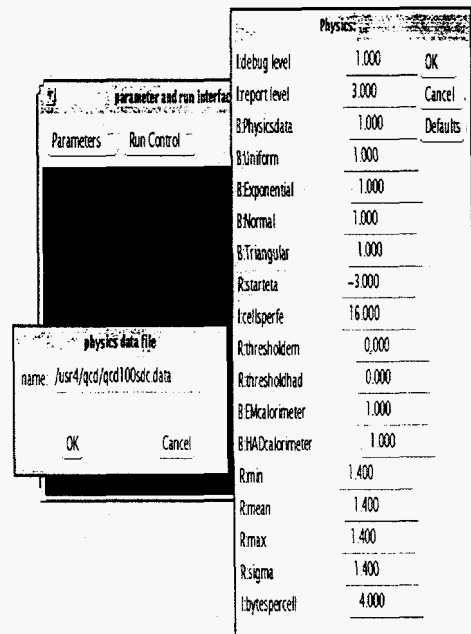 parameter and run interfac
Parameters Run Control
physics data file
name: /usr4/qcd/qcd100sdc.data
OK Cancel
Physics:
I:debug level 1.000 OK
I:report level 3.000 Cancel
B:Physicsdata 1.000 Defaults
B:Uniform 1.000
B:Exponential 1.000
B:Normal 1.000
B:Triangular 1.000
R:starteta -3.000
I:cellsperfe 16.000
R:thresholdem 0.000
R:thresholdhad 0.000
B:EMcalorimeter 1.000
B:HADcalorimeter 1.000
R:min 1.400
R:mean 1.400
R:max 1.400
R:sigma 1.400
I:bytespercell 4.000